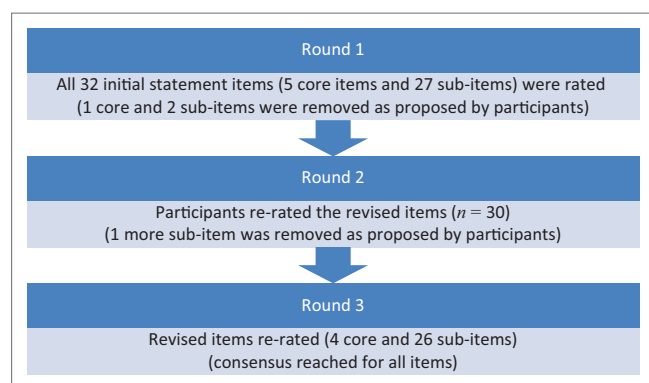 Round 1
All 32 initial statement items (5 core items and 27 sub-items) were rated
(1 core and 2 sub-items were removed as proposed by participants)
Round 2
Participants re-rated the revised items (n = 30)
(1 more sub-item was removed as proposed by participants)
Round 3
Revised items re-rated (4 core and 26 sub-items)
(consensus reached for all items)